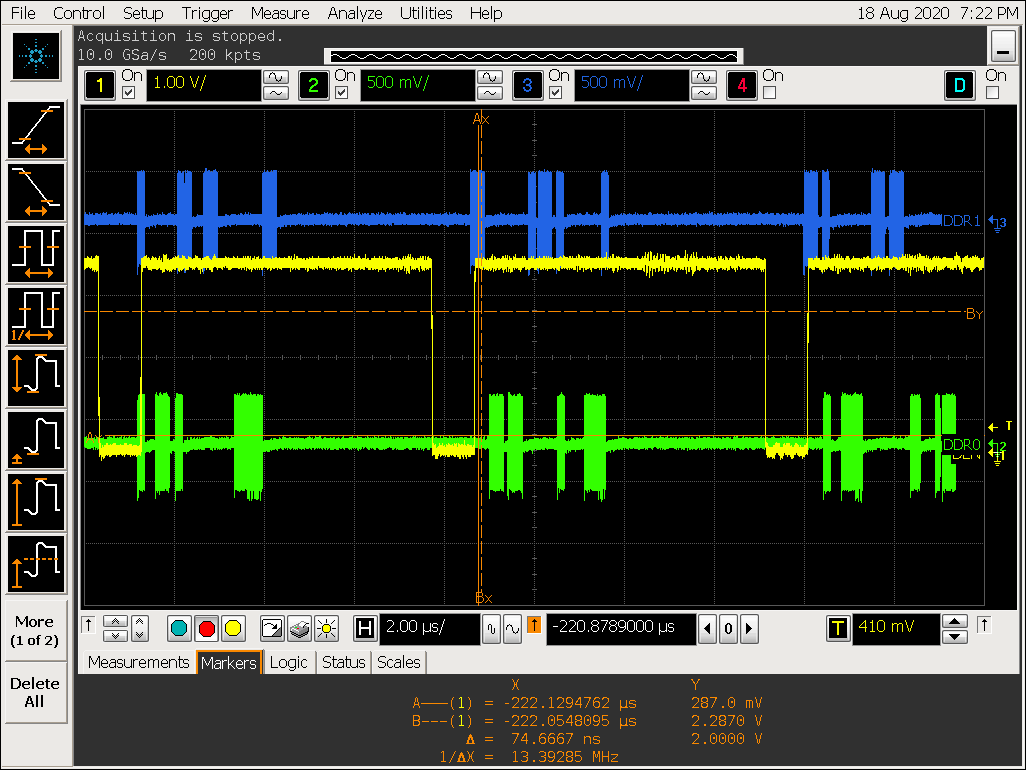 File Control Setup Trigger Measure Analyze Utilities Help 18 Aug 2020 7:22 PM
Acquisition is stopped.
10.0 GSa/s 200 kpts
1 On 1.00 V/ 2 On 500 mV/ 3 On 500 mV/ 4 On D On
Ax
DDR1 3
By
T
DDR0 2
1
Bx
1/
More
(1 of 2)
Delete
All
H 2.00 µs/ -220.8789000 µs 0 T 410 mV
Measurements Markers Logic Status Scales
X Y
A——(1) = -222.1294762 µs 287.0 mV
B---(1) = -222.0548095 µs 2.2870 V
Δ = 74.6667 ns 2.0000 V
1/ΔX = 13.39285 MHz